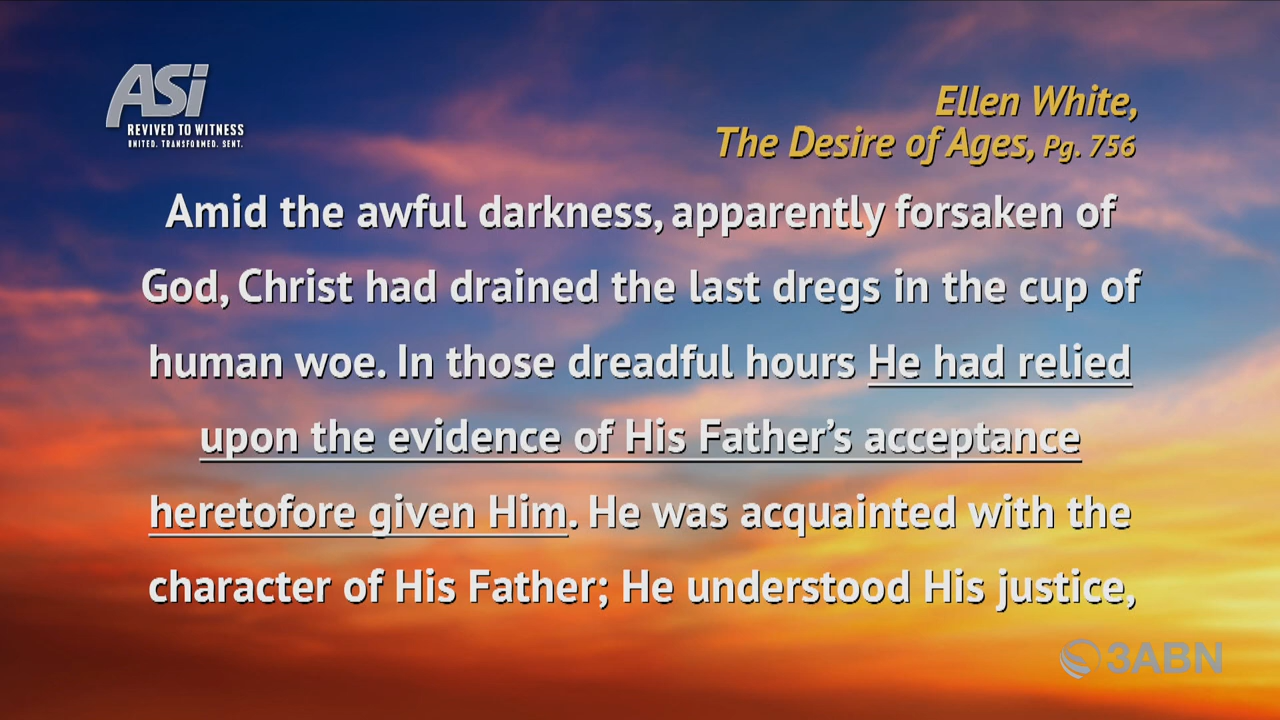 ASi
REVIVED TO WITNESS
UNITED. TRANSFORMED. SENT.
Ellen White,
The Desire of Ages, Pg. 756
Amid the awful darkness, apparently forsaken of
God, Christ had drained the last dregs in the cup of
human woe. In those dreadful hours He had relied
upon the evidence of His Father’s acceptance
heretofore given Him. He was acquainted with the
character of His Father; He understood His justice,
3ABN